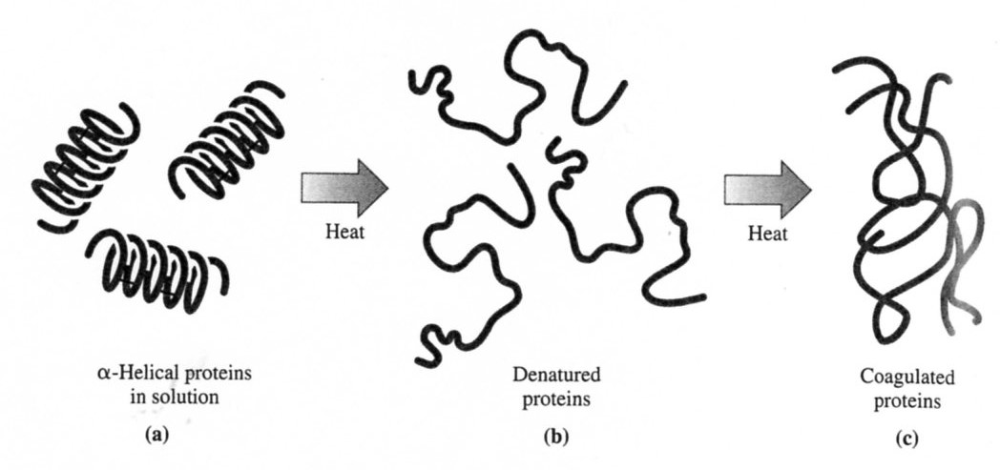 Heat
Heat
α-Helical proteins
in solution
(a)
Denatured
proteins
(b)
Coagulated
proteins
(c)